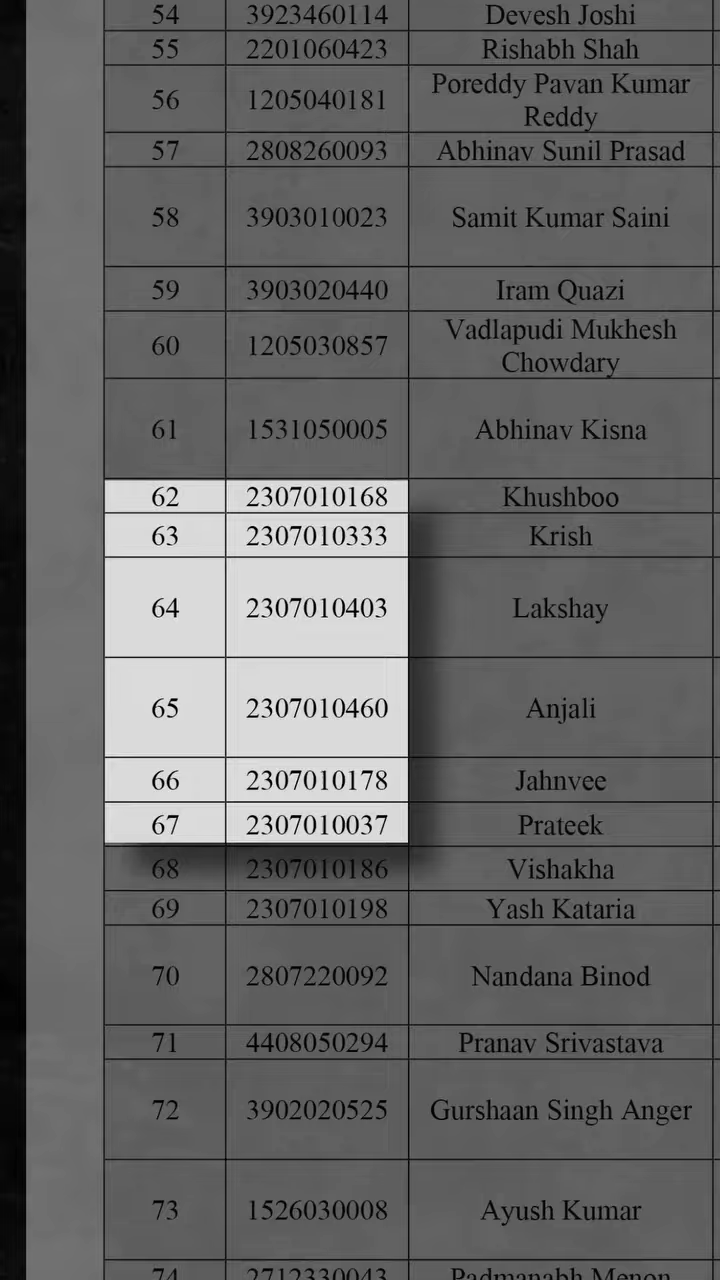 54 3923460114 Devesh Joshi
55 2201060423 Rishabh Shah
56 1205040181 Poreddy Pavan Kumar
Reddy
57 2808260093 Abhinav Sunil Prasad
58 3903010023 Samit Kumar Saini
59 3903020440 Iram Quazi
60 1205030857 Vadlapudi Mukhesh
Chowdary
61 1531050005 Abhinav Kisna
62 2307010168 Khushboo
63 2307010333 Krish
64 2307010403 Lakshay
65 2307010460 Anjali
66 2307010178 Jahnvee
67 2307010037 Prateek
68 2307010186 Vishakha
69 2307010198 Yash Kataria
70 2807220092 Nandana Binod
71 4408050294 Pranav Srivastava
72 3902020525 Gurshaan Singh Anger
73 1526030008 Ayush Kumar
74 2712330043 Padmanabh Menon